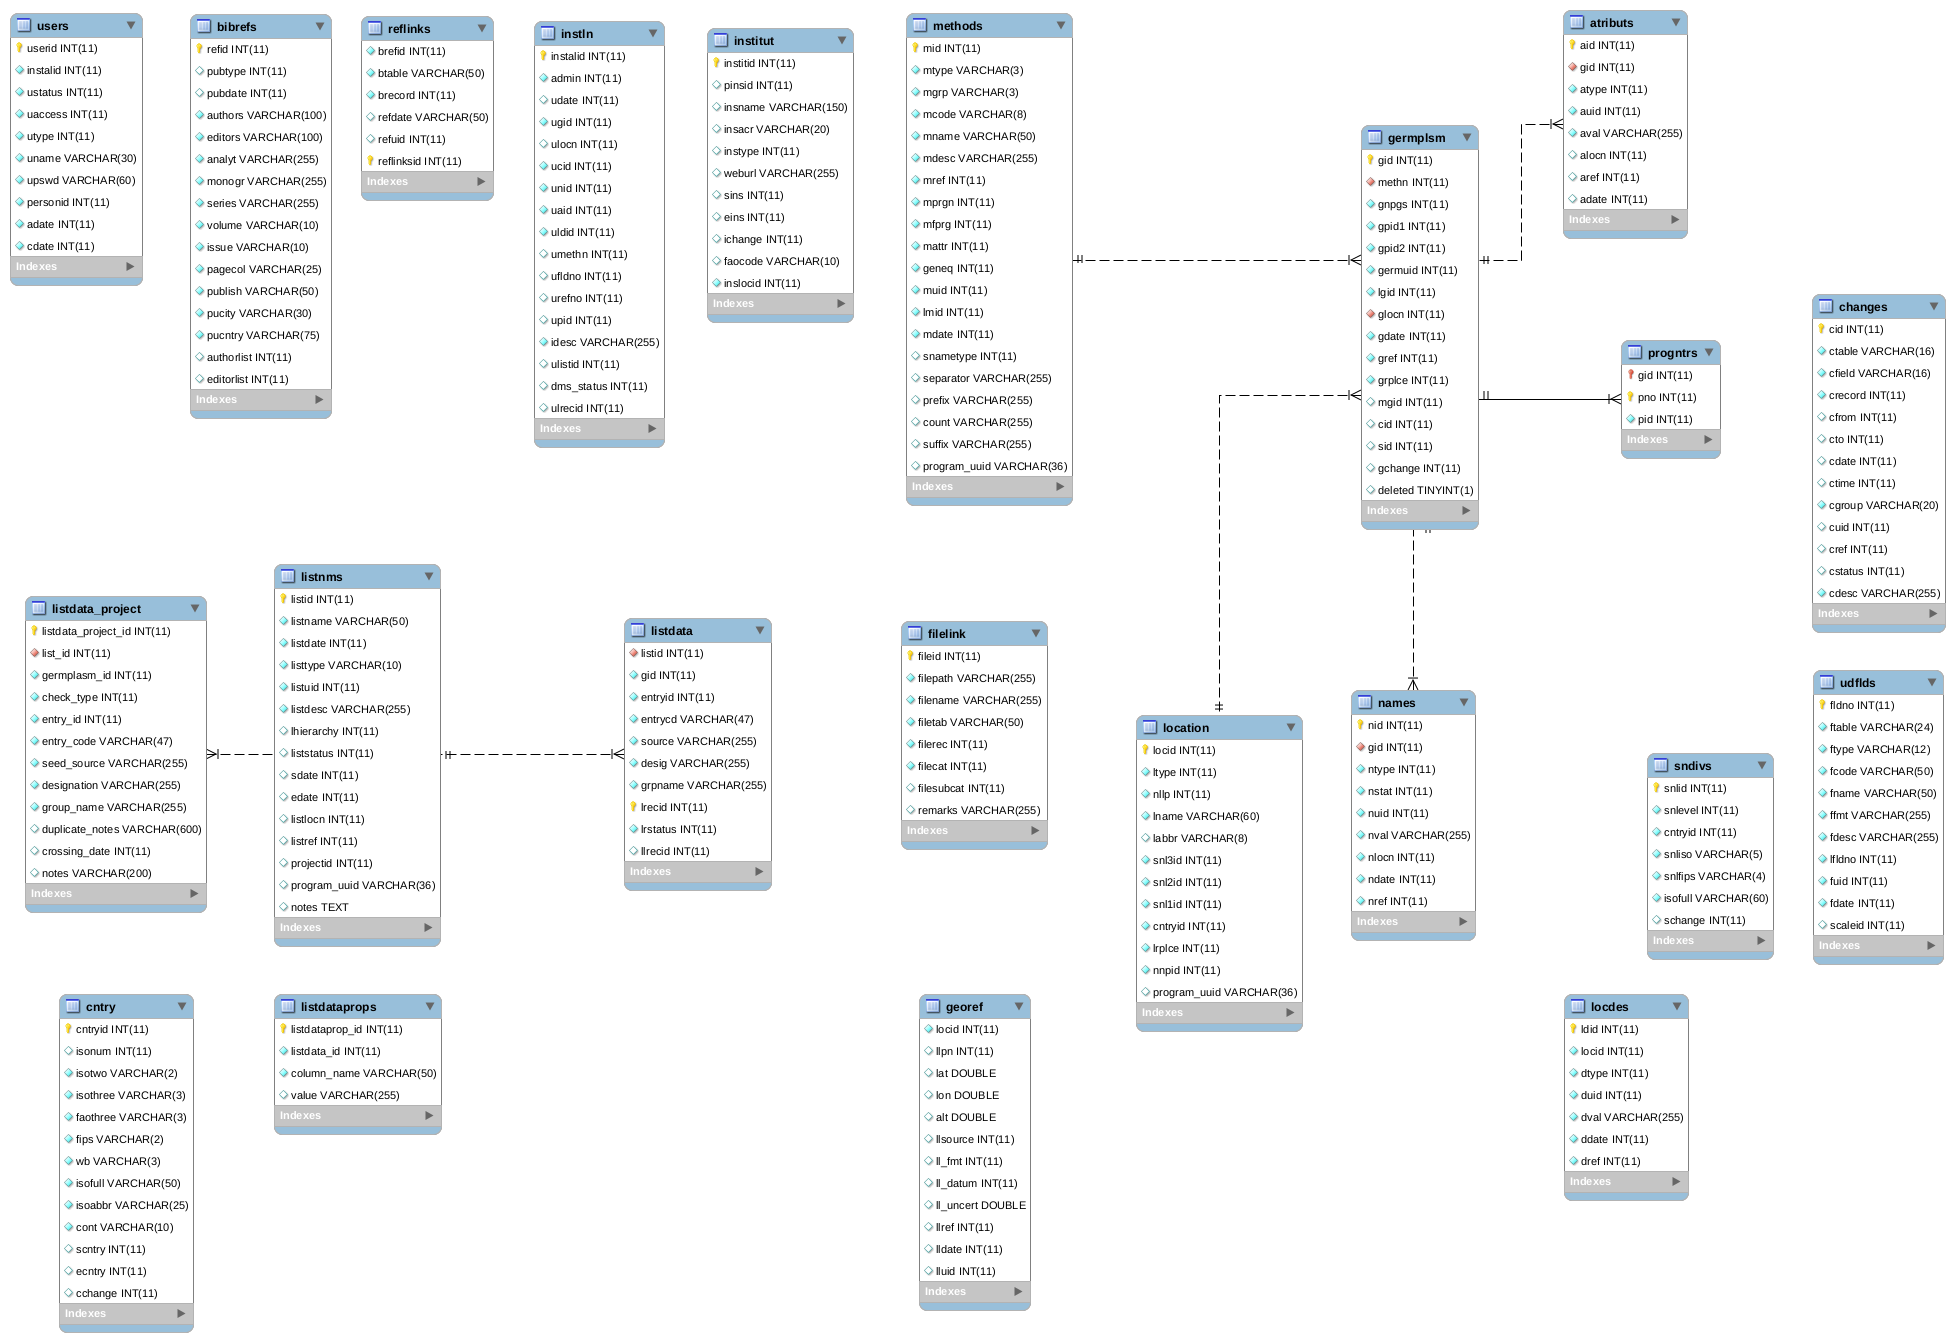 users
userid INT(11)
instalid INT(11)
ustatus INT(11)
uaccess INT(11)
utype INT(11)
uname VARCHAR(30)
upswd VARCHAR(60)
personid INT(11)
adate INT(11)
cdate INT(11)
Indexes
bibrefs
refid INT(11)
pubtype INT(11)
pubdate INT(11)
authors VARCHAR(100)
editors VARCHAR(100)
analyt VARCHAR(255)
monogr VARCHAR(255)
series VARCHAR(255)
volume VARCHAR(10)
issue VARCHAR(10)
pagecol VARCHAR(25)
publish VARCHAR(50)
pucity VARCHAR(30)
pucntry VARCHAR(75)
authorlist INT(11)
editorlist INT(11)
Indexes
reflinks
brefid INT(11)
btable VARCHAR(50)
brecord INT(11)
refdate VARCHAR(50)
refuid INT(11)
reflinksid INT(11)
Indexes
instln
instalid INT(11)
admin INT(11)
udate INT(11)
ugid INT(11)
ulocn INT(11)
ucid INT(11)
unid INT(11)
uaid INT(11)
uldid INT(11)
umethn INT(11)
ufldno INT(11)
urefno INT(11)
upid INT(11)
idesc VARCHAR(255)
ulistid INT(11)
dms_status INT(11)
ulrecid INT(11)
Indexes
institut
institid INT(11)
pinsid INT(11)
insname VARCHAR(150)
insacr VARCHAR(20)
instype INT(11)
weburl VARCHAR(255)
sins INT(11)
eins INT(11)
ichange INT(11)
faocode VARCHAR(10)
inslocid INT(11)
Indexes
methods
mid INT(11)
mtype VARCHAR(3)
mgrp VARCHAR(3)
mcode VARCHAR(8)
mname VARCHAR(50)
mdesc VARCHAR(255)
mref INT(11)
mprgn INT(11)
mfprg INT(11)
mattr INT(11)
geneq INT(11)
muid INT(11)
lmid INT(11)
mdate INT(11)
snametype INT(11)
separator VARCHAR(255)
prefix VARCHAR(255)
count VARCHAR(255)
suffix VARCHAR(255)
program_uuid VARCHAR(36)
Indexes
germplsm
gid INT(11)
methn INT(11)
gnpgs INT(11)
gpid1 INT(11)
gpid2 INT(11)
germuid INT(11)
lgid INT(11)
glocn INT(11)
gdate INT(11)
gref INT(11)
grplce INT(11)
mgid INT(11)
cid INT(11)
sid INT(11)
gchange INT(11)
deleted TINYINT(1)
Indexes
atributs
aid INT(11)
gid INT(11)
atype INT(11)
auid INT(11)
aval VARCHAR(255)
alocn INT(11)
aref INT(11)
adate INT(11)
Indexes
progntrs
gid INT(11)
pno INT(11)
pid INT(11)
Indexes
changes
cid INT(11)
ctable VARCHAR(16)
cfield VARCHAR(16)
crecord INT(11)
cfrom INT(11)
cto INT(11)
cdate INT(11)
ctime INT(11)
cgroup VARCHAR(20)
cuid INT(11)
cref INT(11)
cstatus INT(11)
cdesc VARCHAR(255)
Indexes
listdata_project
listdata_project_id INT(11)
list_id INT(11)
germplasm_id INT(11)
check_type INT(11)
entry_id INT(11)
entry_code VARCHAR(47)
seed_source VARCHAR(255)
designation VARCHAR(255)
group_name VARCHAR(255)
duplicate_notes VARCHAR(600)
crossing_date INT(11)
notes VARCHAR(200)
Indexes
listnms
listid INT(11)
listname VARCHAR(50)
listdate INT(11)
listtype VARCHAR(10)
listuid INT(11)
listdesc VARCHAR(255)
lhierarchy INT(11)
liststatus INT(11)
sdate INT(11)
edate INT(11)
listlocn INT(11)
listref INT(11)
projectid INT(11)
program_uuid VARCHAR(36)
notes TEXT
Indexes
listdata
listid INT(11)
gid INT(11)
entryid INT(11)
entrycd VARCHAR(47)
source VARCHAR(255)
desig VARCHAR(255)
grpname VARCHAR(255)
lrecid INT(11)
lrstatus INT(11)
llrecid INT(11)
Indexes
filelink
fileid INT(11)
filepath VARCHAR(255)
filename VARCHAR(255)
filetab VARCHAR(50)
filerec INT(11)
filecat INT(11)
filesubcat INT(11)
remarks VARCHAR(255)
Indexes
location
locid INT(11)
ltype INT(11)
nllp INT(11)
lname VARCHAR(60)
labbr VARCHAR(8)
snl3id INT(11)
snl2id INT(11)
snl1id INT(11)
cntryid INT(11)
lrplce INT(11)
nnpid INT(11)
program_uuid VARCHAR(36)
Indexes
names
nid INT(11)
gid INT(11)
ntype INT(11)
nstat INT(11)
nuid INT(11)
nval VARCHAR(255)
nlocn INT(11)
ndate INT(11)
nref INT(11)
Indexes
sndivs
snlid INT(11)
snlevel INT(11)
cntryid INT(11)
snliso VARCHAR(5)
snlfips VARCHAR(4)
isofull VARCHAR(60)
schange INT(11)
Indexes
udflds
fldno INT(11)
ftable VARCHAR(24)
ftype VARCHAR(12)
fcode VARCHAR(50)
fname VARCHAR(50)
ffmt VARCHAR(255)
fdesc VARCHAR(255)
lfldno INT(11)
fuid INT(11)
fdate INT(11)
scaleid INT(11)
Indexes
cntry
cntryid INT(11)
isonum INT(11)
isotwo VARCHAR(2)
isothree VARCHAR(3)
faothree VARCHAR(3)
fips VARCHAR(2)
wb VARCHAR(3)
isofull VARCHAR(50)
isoabbr VARCHAR(25)
cont VARCHAR(10)
scntry INT(11)
ecntry INT(11)
cchange INT(11)
Indexes
listdataprops
listdataprop_id INT(11)
listdata_id INT(11)
column_name VARCHAR(50)
value VARCHAR(255)
Indexes
georef
locid INT(11)
llpn INT(11)
lat DOUBLE
lon DOUBLE
alt DOUBLE
llsource INT(11)
ll_fmt INT(11)
ll_datum INT(11)
ll_uncert DOUBLE
llref INT(11)
lldate INT(11)
lluid INT(11)
Indexes
locdes
ldid INT(11)
locid INT(11)
dtype INT(11)
duid INT(11)
dval VARCHAR(255)
ddate INT(11)
dref INT(11)
Indexes